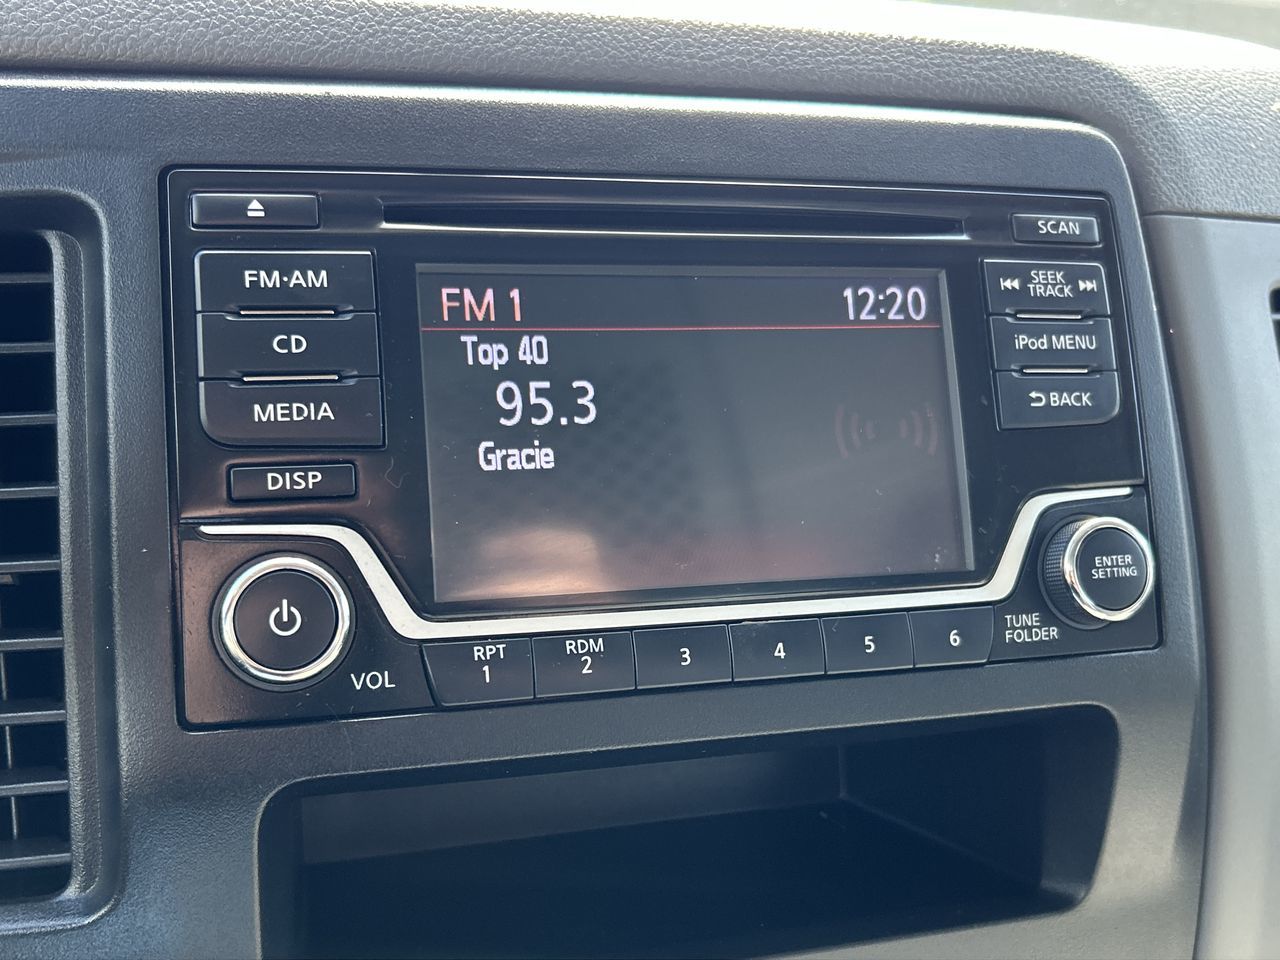 SCAN
FM·AM
SEEK
TRACK
FM 1
12:20
Top 40
CD
iPod MENU
95.3
MEDIA
BACK
Gracie
DISP
ENTER
SETTING
VOL
RPT
1
RDM
2
3
4
5
6
TUNE
FOLDER